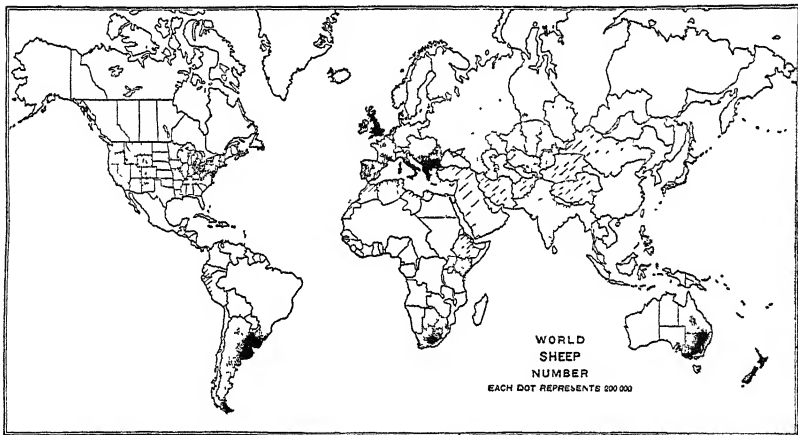 WORLD
SHEEP
NUMBER
EACH DOT REPRESENTS 200 000